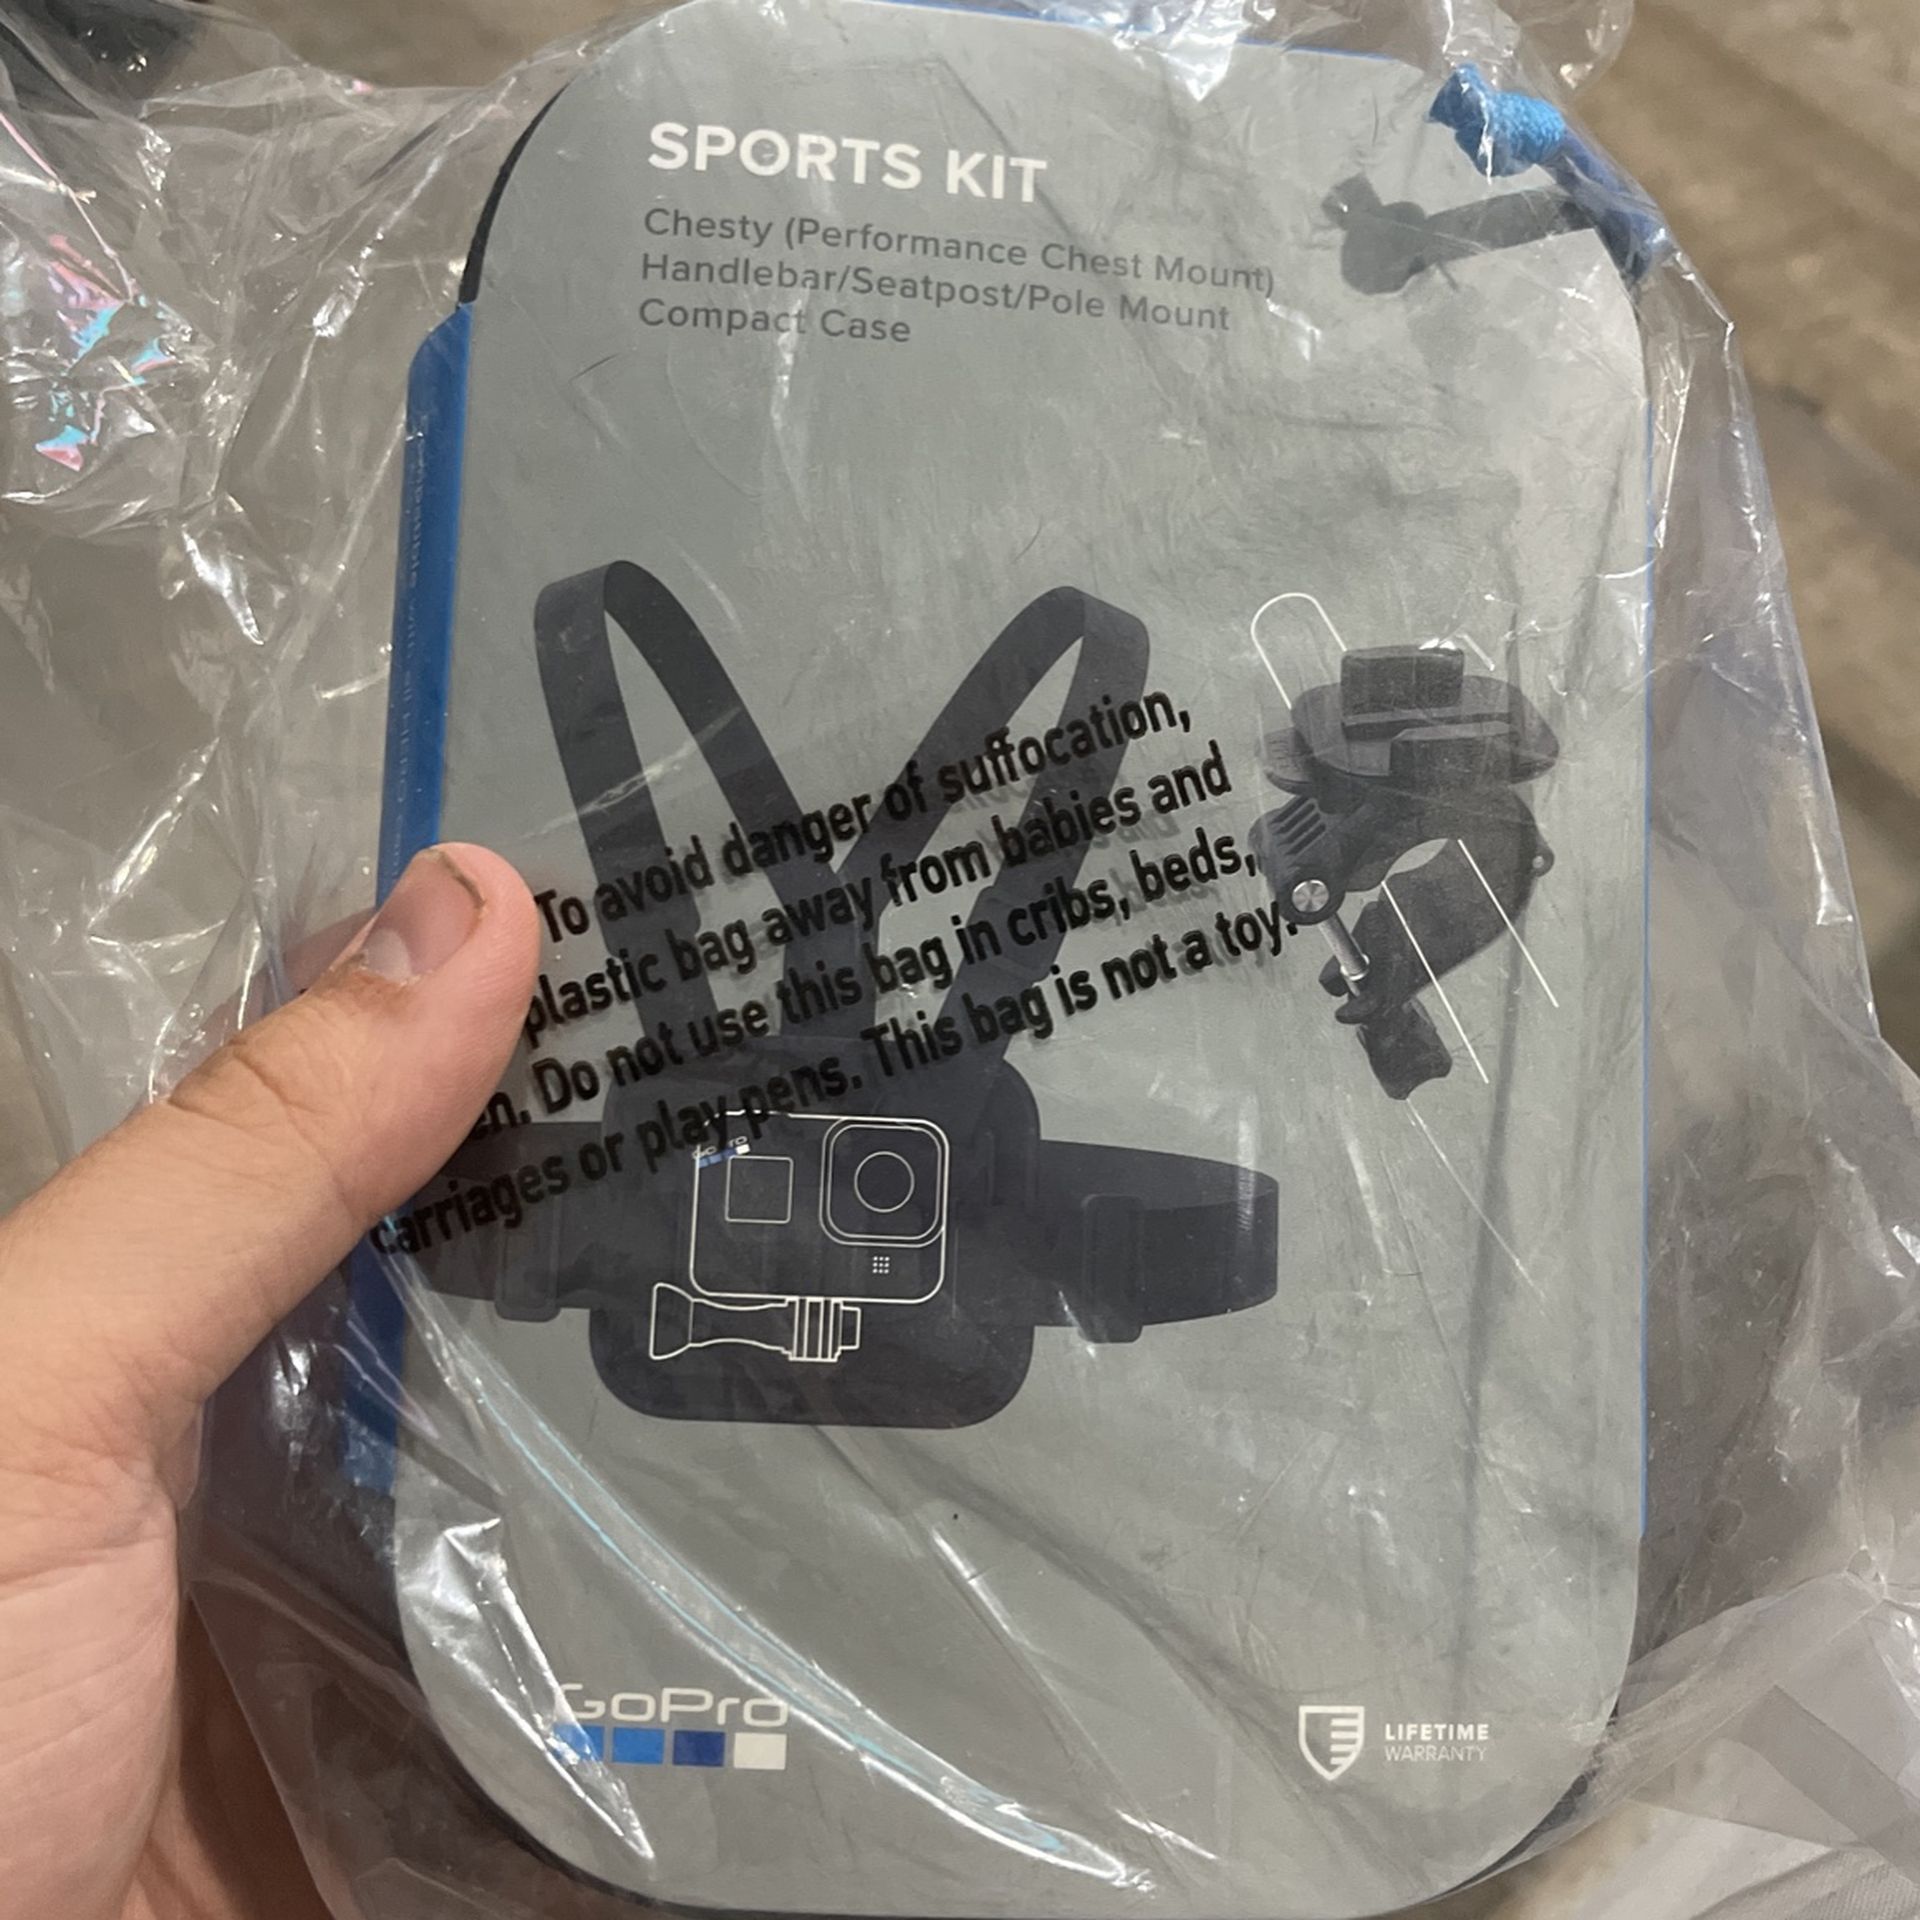 SPORTS KIT
Chesty (Performance Chest Mount)
Handlebar/Seatpost/Pole Mount
Compact Case
To avoid danger of suffocation,
plastic bag away from babies and
Do not use this bag in cribs, beds,
carriages or play pens. This bag is not a toy.
GoPro
LIFETIME
WARRANTY